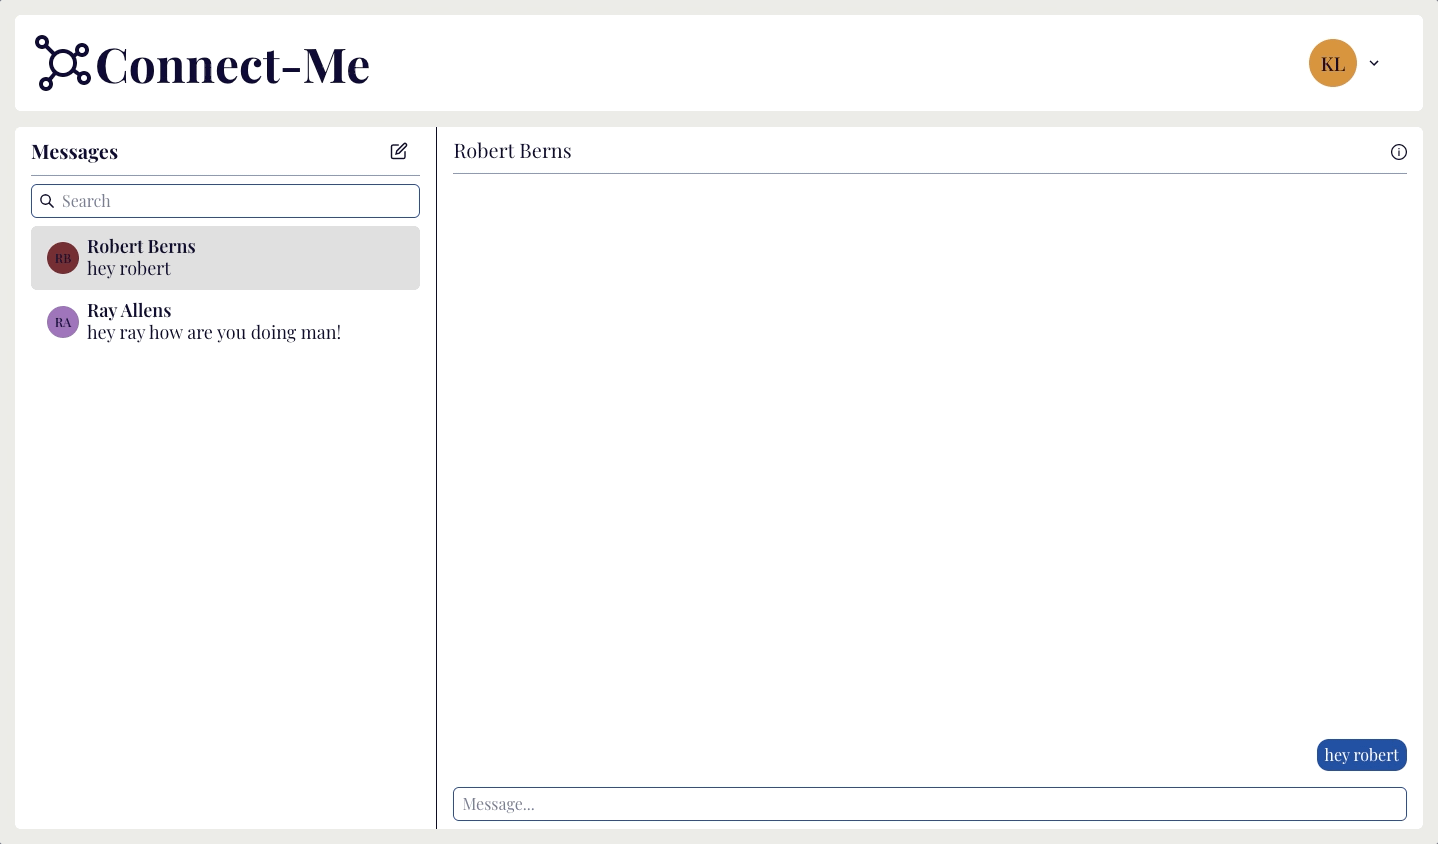 Connect-Me
KL
Messages
Search
RB
Robert Berns
hey robert
RA
Ray Allens
hey ray how are you doing man!
Robert Berns
hey robert
Message...